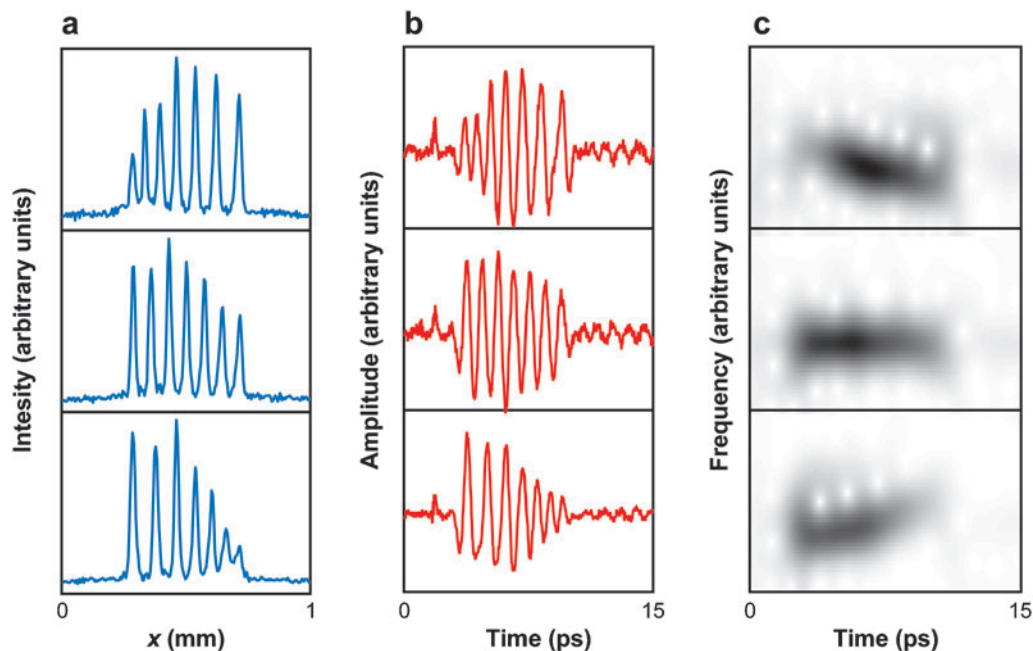 a
b
c
Intesity (arbitrary units)
Amplitude (arbitrary units)
Frequency (arbitrary units)
0
1
0
15
0
15
x (mm)
Time (ps)
Time (ps)